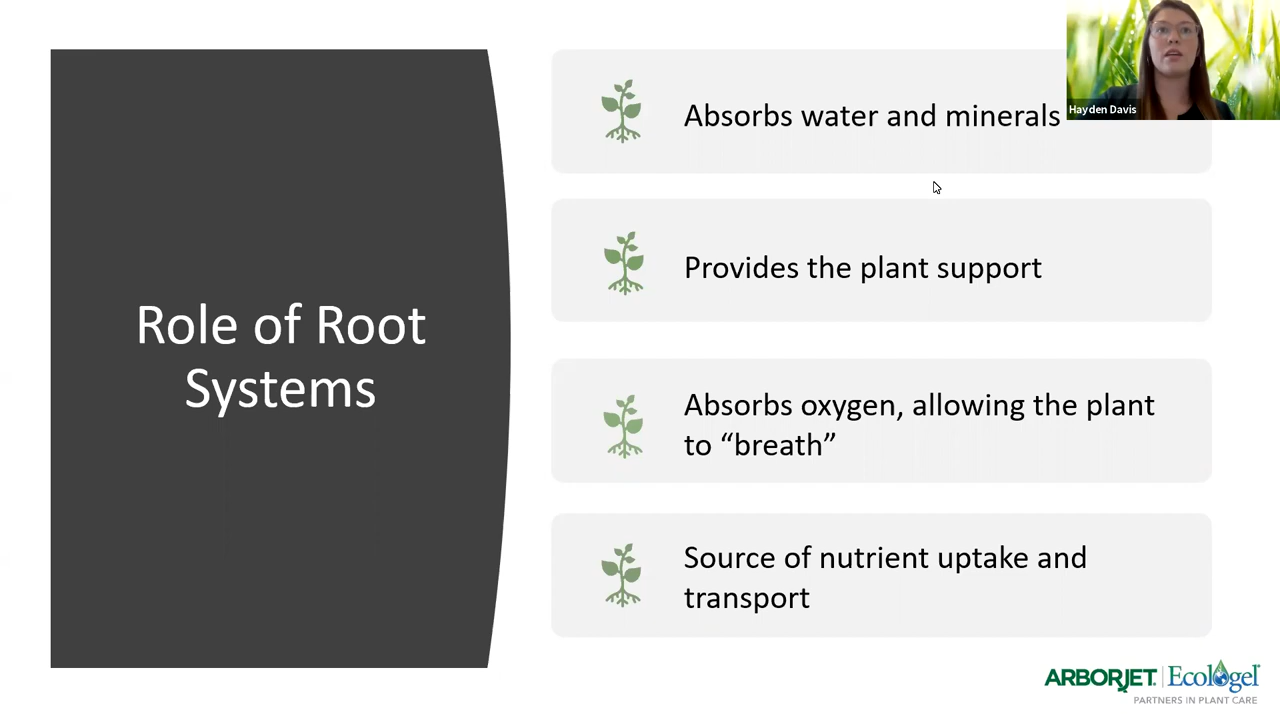 Role of Root
Systems
Absorbs water and minerals
Provides the plant support
Absorbs oxygen, allowing the plant
to “breath”
Source of nutrient uptake and
transport
Hayden Davis
ARBORJET | Ecologel
PARTNERS IN PLANT CARE